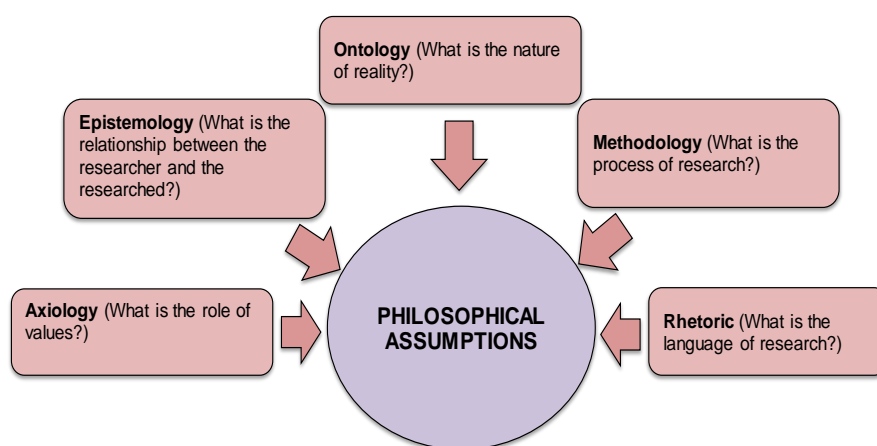 Ontology (What is the nature
of reality?)
Epistemology (What is the
relationship between the
researcher and the
researched?)
Methodology (What is the
process of research?)
Axiology (What is the role of
values?)
PHILOSOPHICAL
ASSUMPTIONS
Rhetoric (What is the
language of research?)